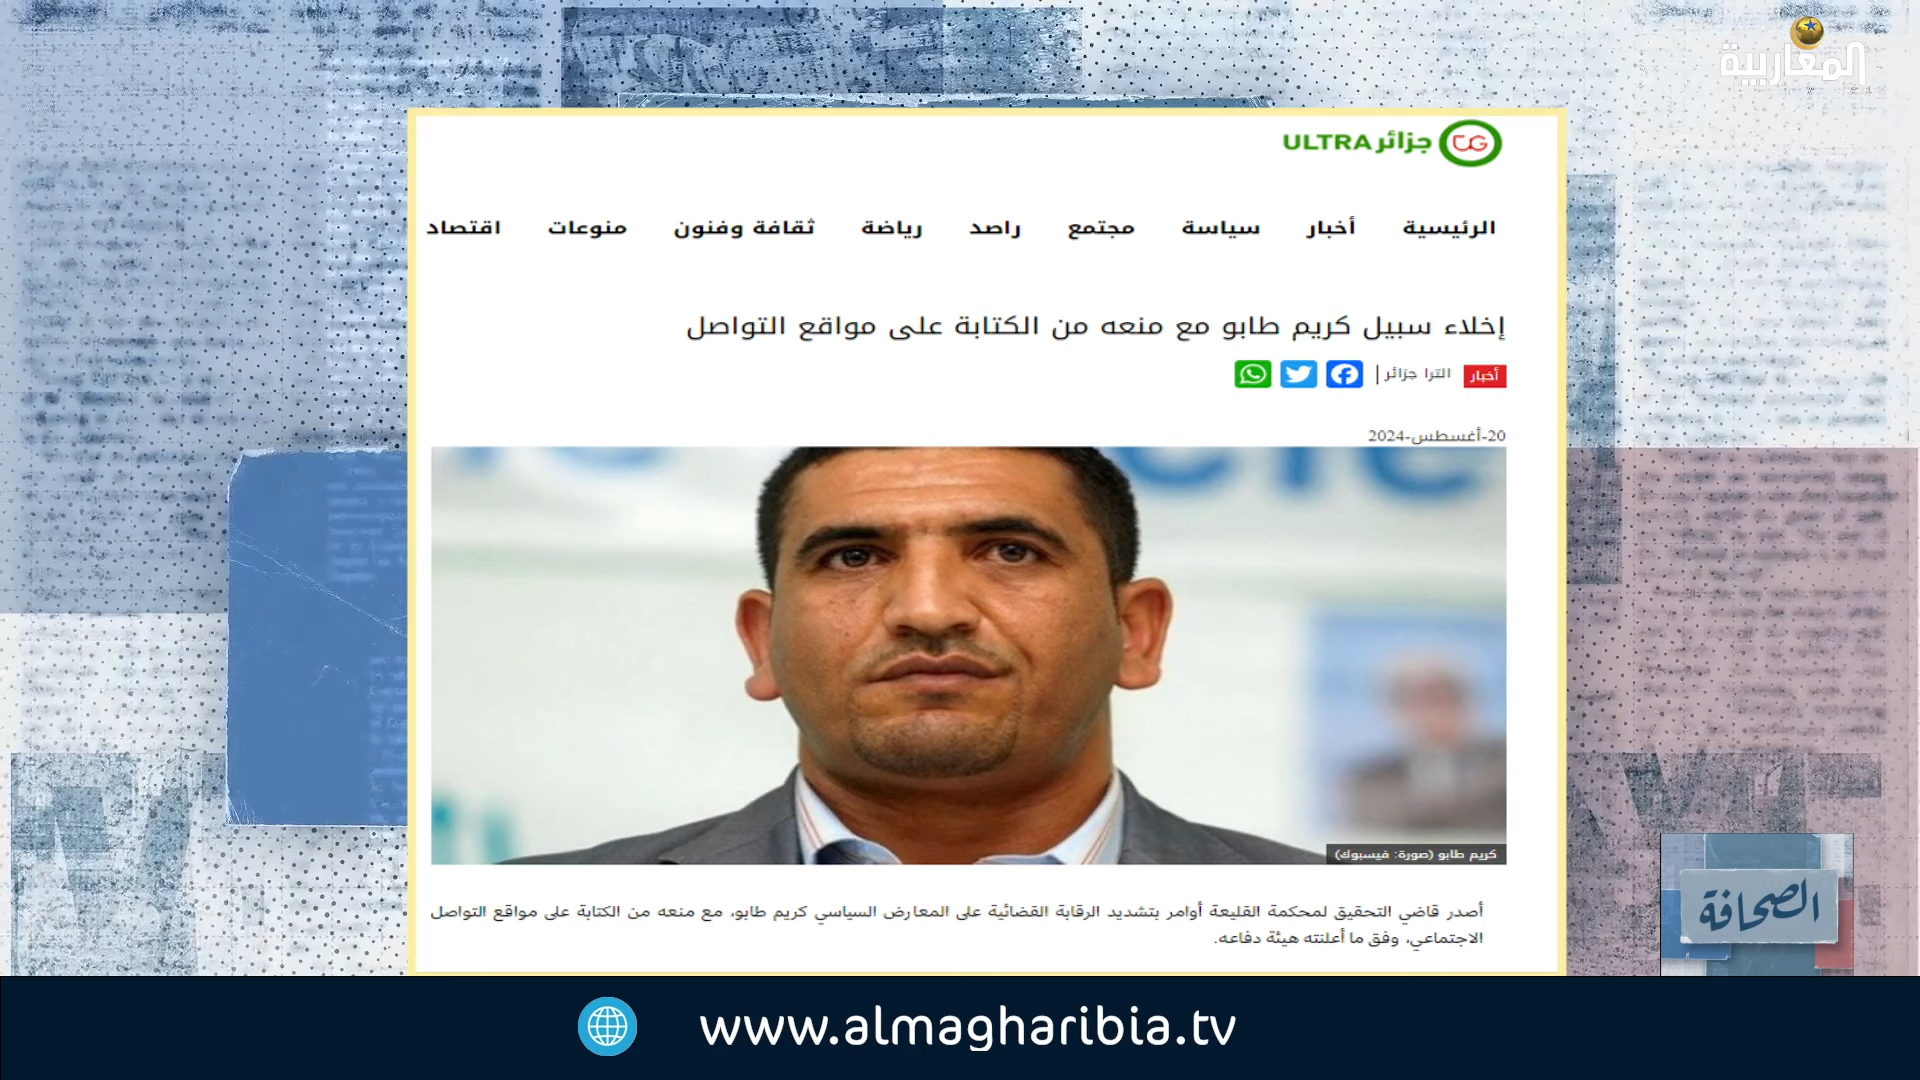 المغاربية
جزائر ULTRA
الرئيسية أخبار سياسة مجتمع راصد رياضة ثقافة وفنون منوعات اقتصاد
إخلاء سبيل كريم طابو مع منعه من الكتابة على مواقع التواصل
أخبار الترا جزائر |
20-أغسطس-2024
كريم طابو (صورة: فيسبوك)
أصدر قاضي التحقيق لمحكمة القليعة أوامر بتشديد الرقابة القضائية على المعارض السياسي كريم طابو، مع منعه من الكتابة على مواقع التواصل
الاجتماعي، وفق ما أعلنته هيئة دفاعه.
الصحافة
www.almagharibia.tv